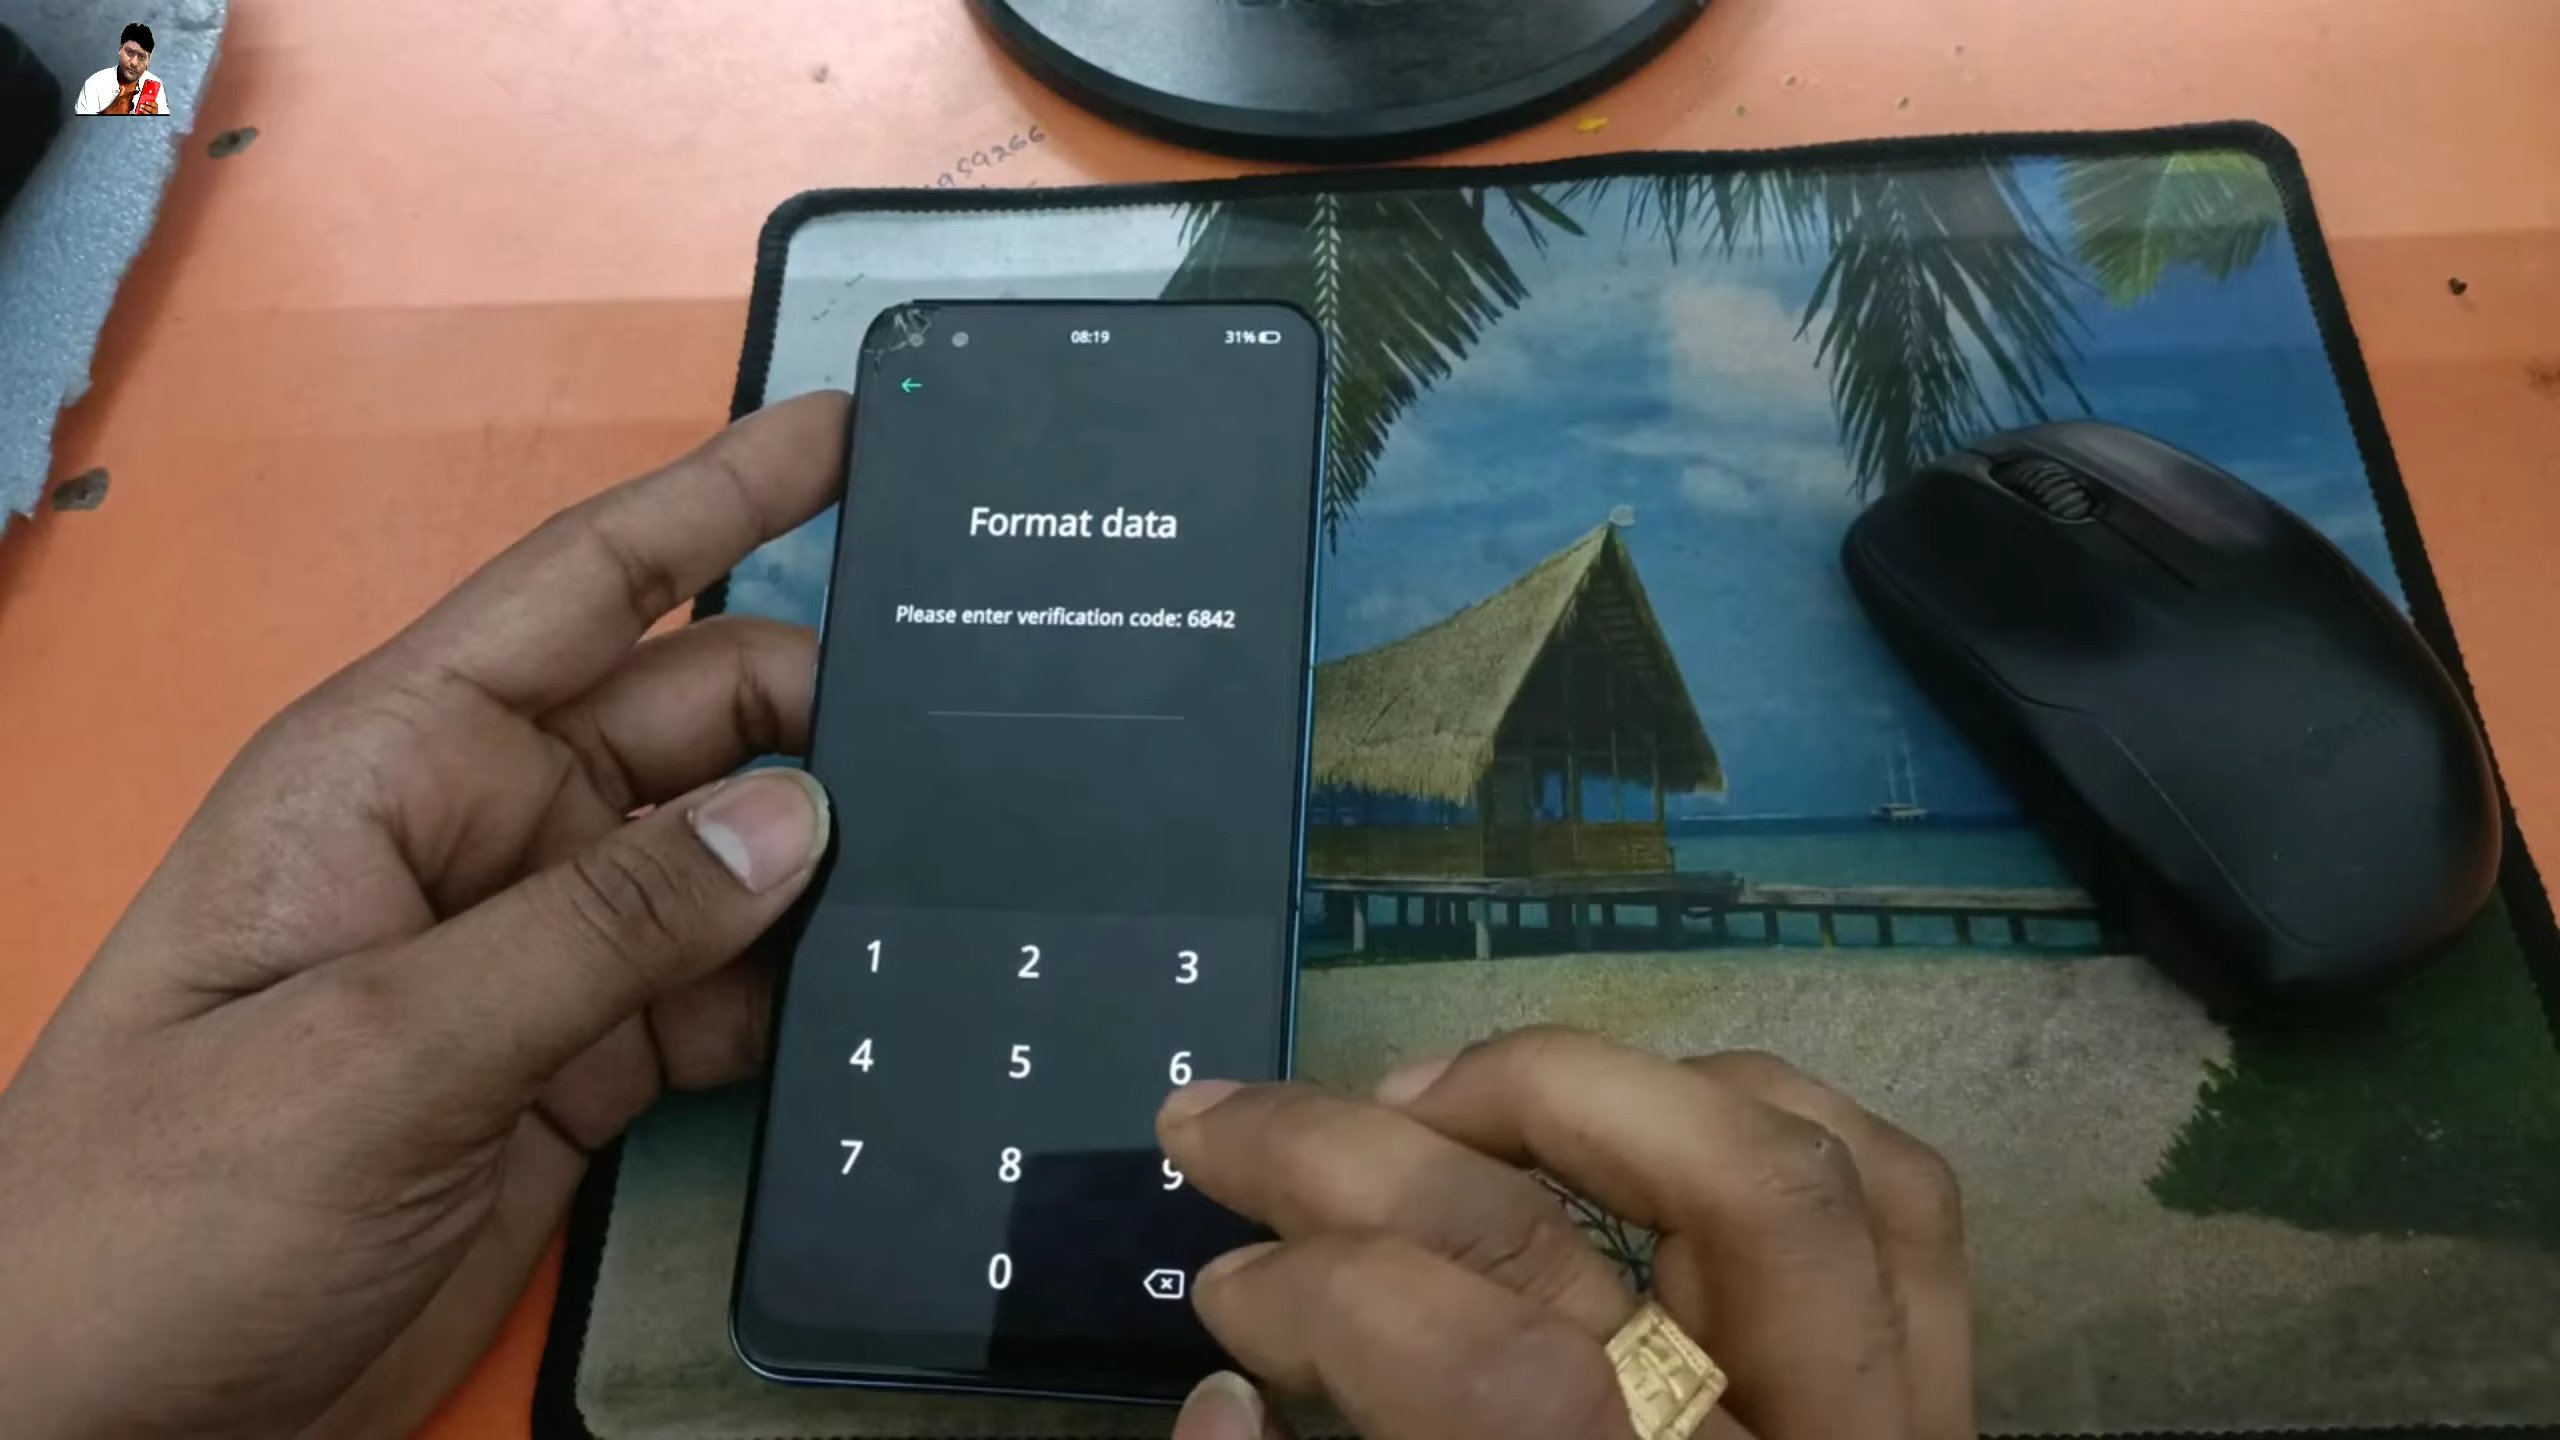 08:19
31%
Format data
Please enter verification code: 6842
1 2 3
4 5 6
7 8 9
0